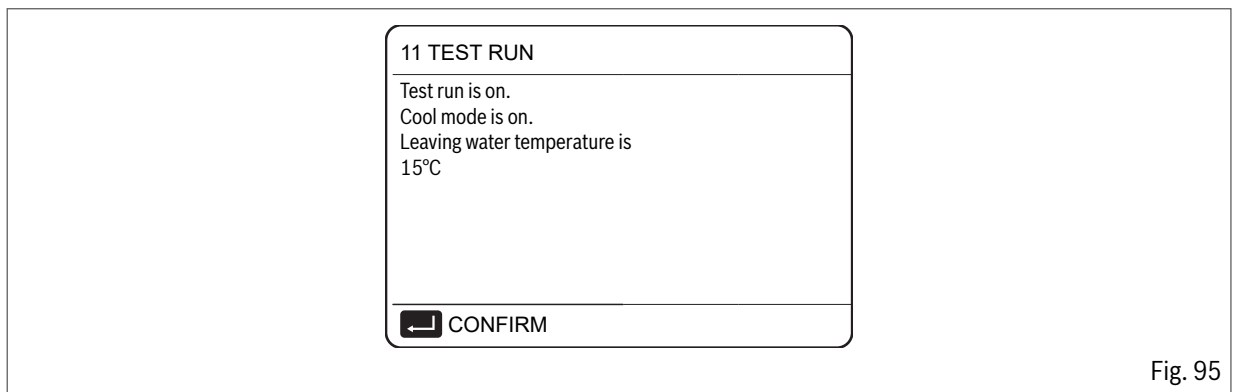 11 TEST RUN
Test run is on.
Cool mode is on.
Leaving water temperature is
15°C
CONFIRM
Fig. 95